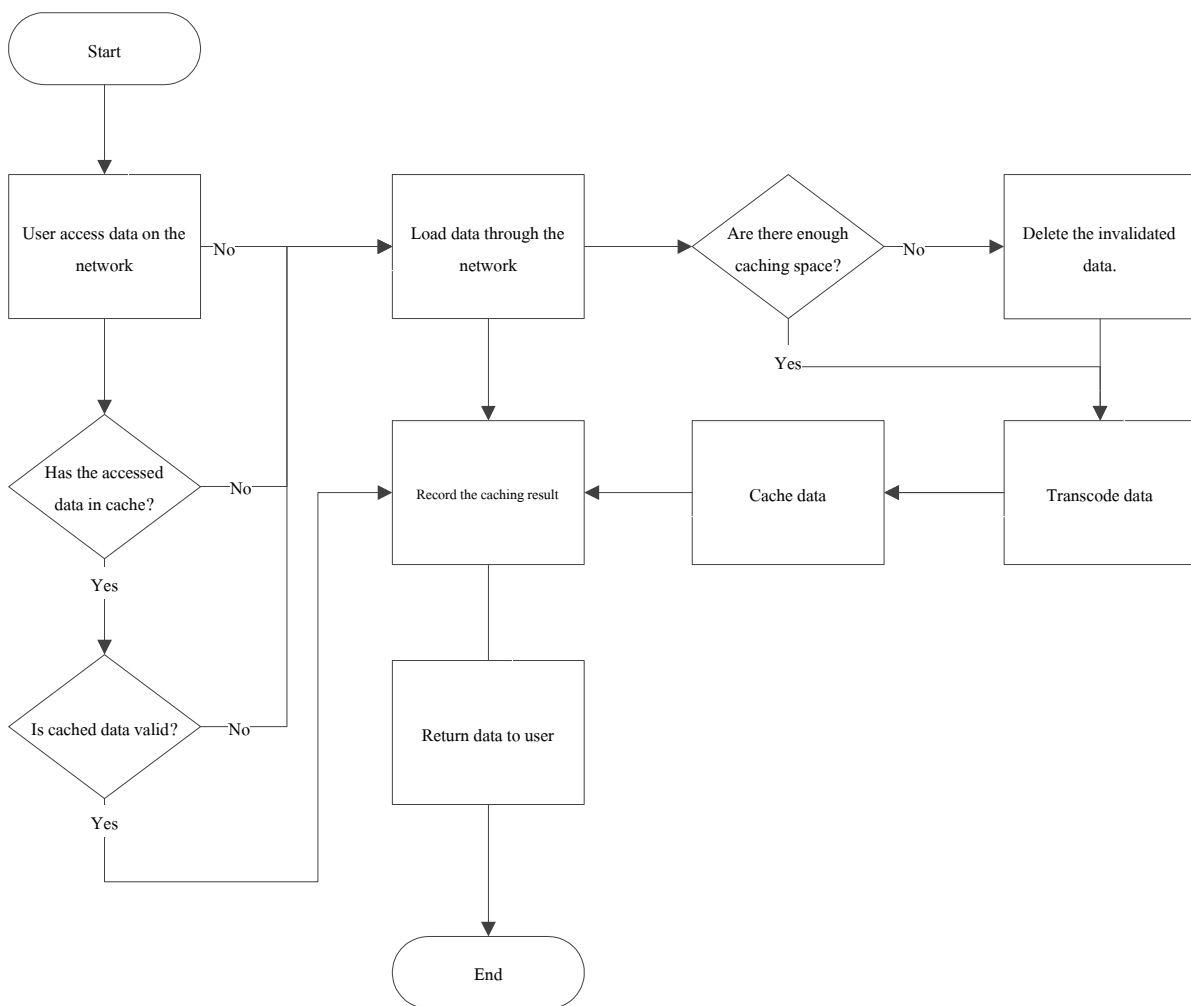 Start
User access data on the
network
No
Load data through the
network
Are there enough
caching space?
No
Delete the invalidated
data.
Yes
Has the accessed
data in cache?
No
Record the caching result
Cache data
Transcode data
Yes
Is cached data valid?
No
Return data to user
Yes
End